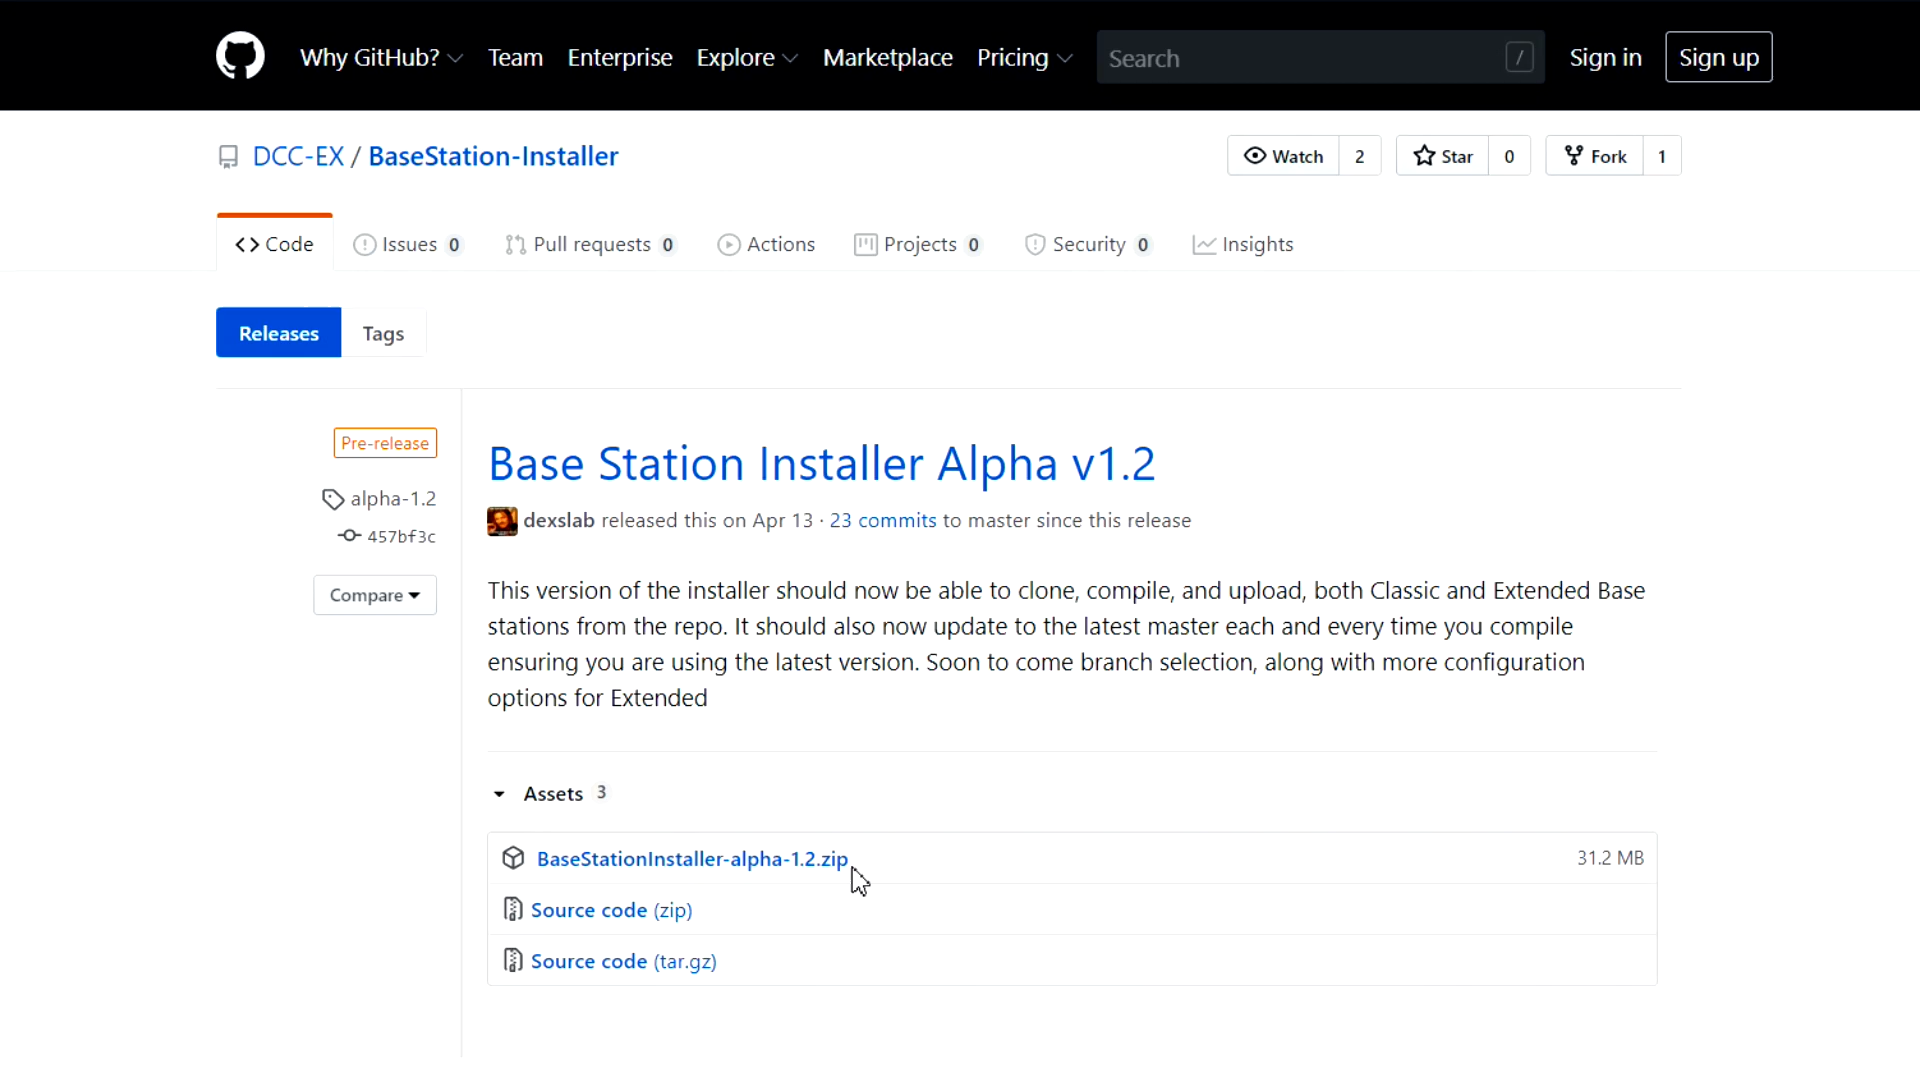 Why GitHub? Team Enterprise Explore Marketplace Pricing Search / Sign in Sign up
DCC-EX / BaseStation-Installer Watch 2 Star 0 Fork 1
Code Issues 0 Pull requests 0 Actions Projects 0 Security 0 Insights
Releases Tags
Pre-release
alpha-1.2
457bf3c
Compare
Base Station Installer Alpha v1.2
dexslab released this on Apr 13 · 23 commits to master since this release
This version of the installer should now be able to clone, compile, and upload, both Classic and Extended Base
stations from the repo. It should also now update to the latest master each and every time you compile
ensuring you are using the latest version. Soon to come branch selection, along with more configuration
options for Extended
Assets 3
BaseStationInstaller-alpha-1.2.zip 31.2 MB
Source code (zip)
Source code (tar.gz)